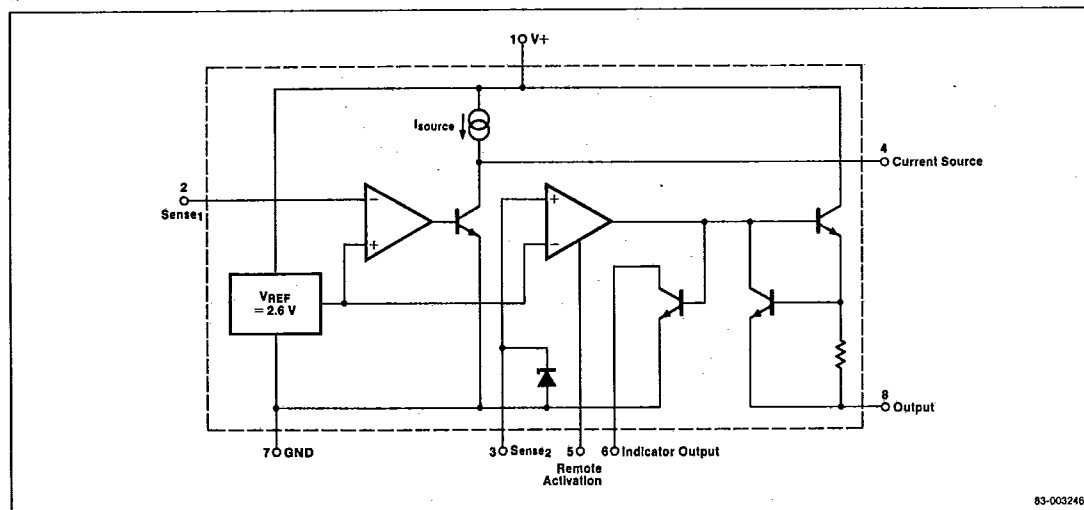 1 V+
Isource
4
Current Source
2
Sense1
−
+
+
−
VREF
= 2.6 V
8
Output
7 GND
3 Sense2
5
Remote
Activation
6 Indicator Output
83-003246